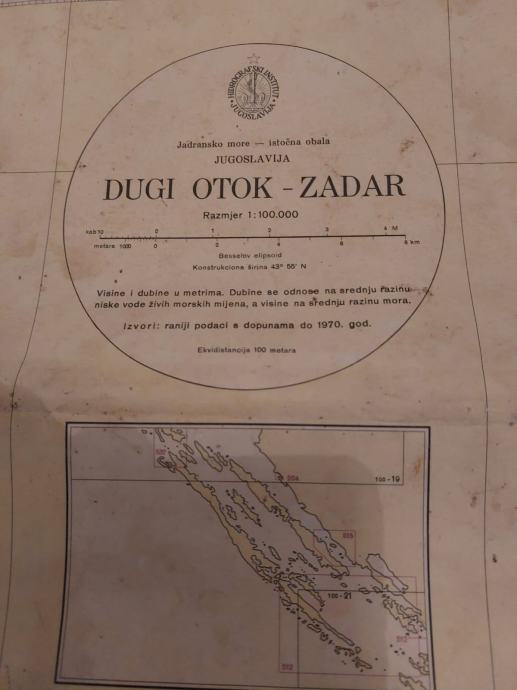 HIDROGRAFSKI INSTITUT
JUGOSLAVIJA
Jadransko more — istočna obala
JUGOSLAVIJA
DUGI OTOK – ZADAR
Razmjer 1:100.000
kab 10 0 1 2 3 4 M
metara 1000 0 2 4 6 8 km
Besselov elipsoid
Konstrukciona širina 43° 55' N
Visine i dubine u metrima. Dubine se odnose na srednju razinu
niske vode živih morskih mijena, a visine na srednju razinu mora.
Izvori: raniji podaci s dopunama do 1970. god.
Ekvidistancija 100 metara
100-19
100-21
512